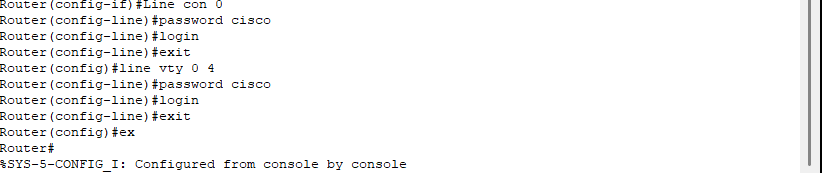 Router(config-if)#Line con 0
Router(config-line)#password cisco
Router(config-line)#login
Router(config-line)#exit
Router(config)#line vty 0 4
Router(config-line)#password cisco
Router(config-line)#login
Router(config-line)#exit
Router(config)#ex
Router#
%SYS-5-CONFIG_I: Configured from console by console